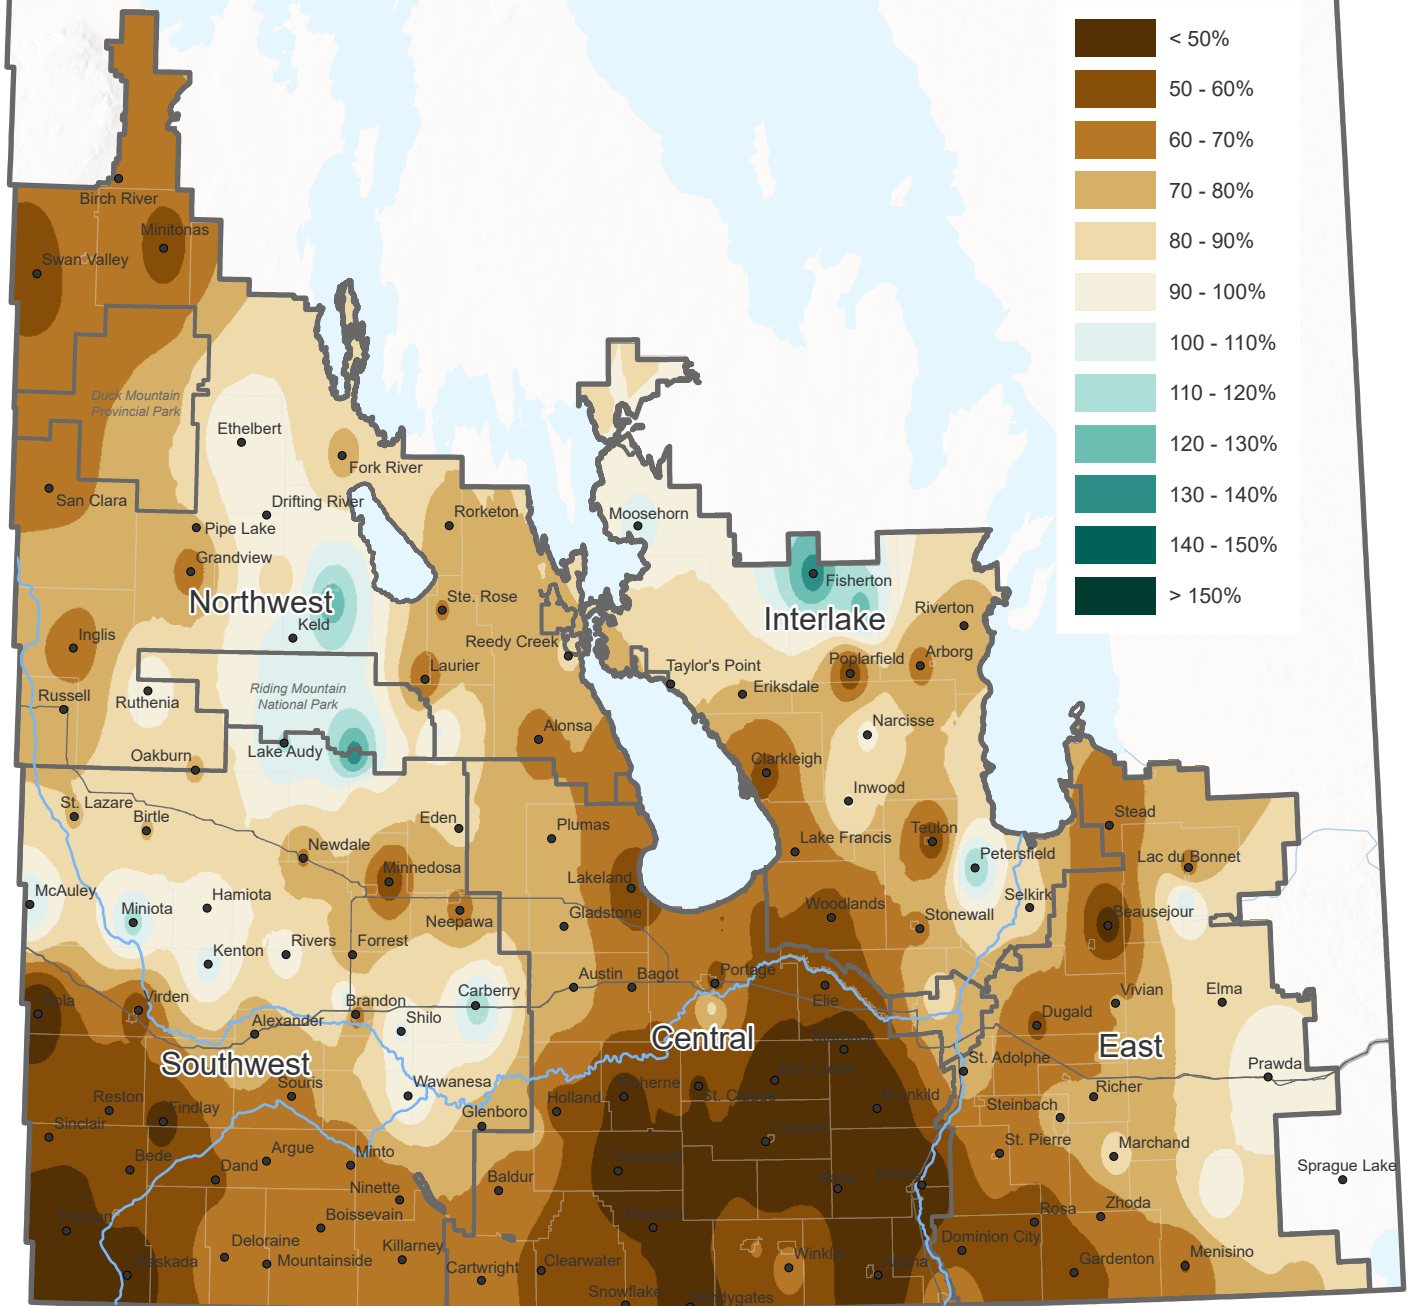 < 50%
50 - 60%
60 - 70%
70 - 80%
80 - 90%
90 - 100%
100 - 110%
110 - 120%
120 - 130%
130 - 140%
140 - 150%
> 150%
Birch River
Minitonas
Swan Valley
Duck Mountain
Provincial Park
Ethelbert
Fork River
San Clara
Drifting River
Rorketon
Moosehorn
Pipe Lake
Grandview
Fisherton
Northwest
Ste. Rose
Interlake
Riverton
Keld
Inglis
Reedy Creek
Laurier
Taylor's Point
Poplarfield
Arborg
Eriksdale
Russell
Ruthenia
Riding Mountain
National Park
Narcisse
Alonsa
Lake Audy
Oakburn
Clarkleigh
Inwood
St. Lazare
Birtle
Eden
Plumas
Lake Francis
Teulon
Stead
Newdale
Petersfield
Lac du Bonnet
Minnedosa
Lakeland
McAuley
Hamiota
Selkirk
Miniota
Neepawa
Gladstone
Woodlands
Stonewall
Beausejour
Kenton
Rivers
Forrest
Austin
Bagot
Portage
Carberry
Elie
Virden
Brandon
Vivian
Elma
Alexander
Shilo
Dugald
Central
East
Southwest
St. Adolphe
Prawda
Souris
Wawanesa
Treherne
St. Claude
Richer
Reston
Findlay
Holland
Brunkild
Steinbach
Sinclair
Glenboro
St. Pierre
Marchand
Bede
Argue
Minto
Dand
Baldur
Sprague Lake
Ninette
Boissevain
Rosa
Zhoda
Deloraine
Killarney
Dominion City
Menisino
Waskada
Mountainside
Cartwright
Clearwater
Winkler
Altona
Gardenton
Snowflake
Windygates